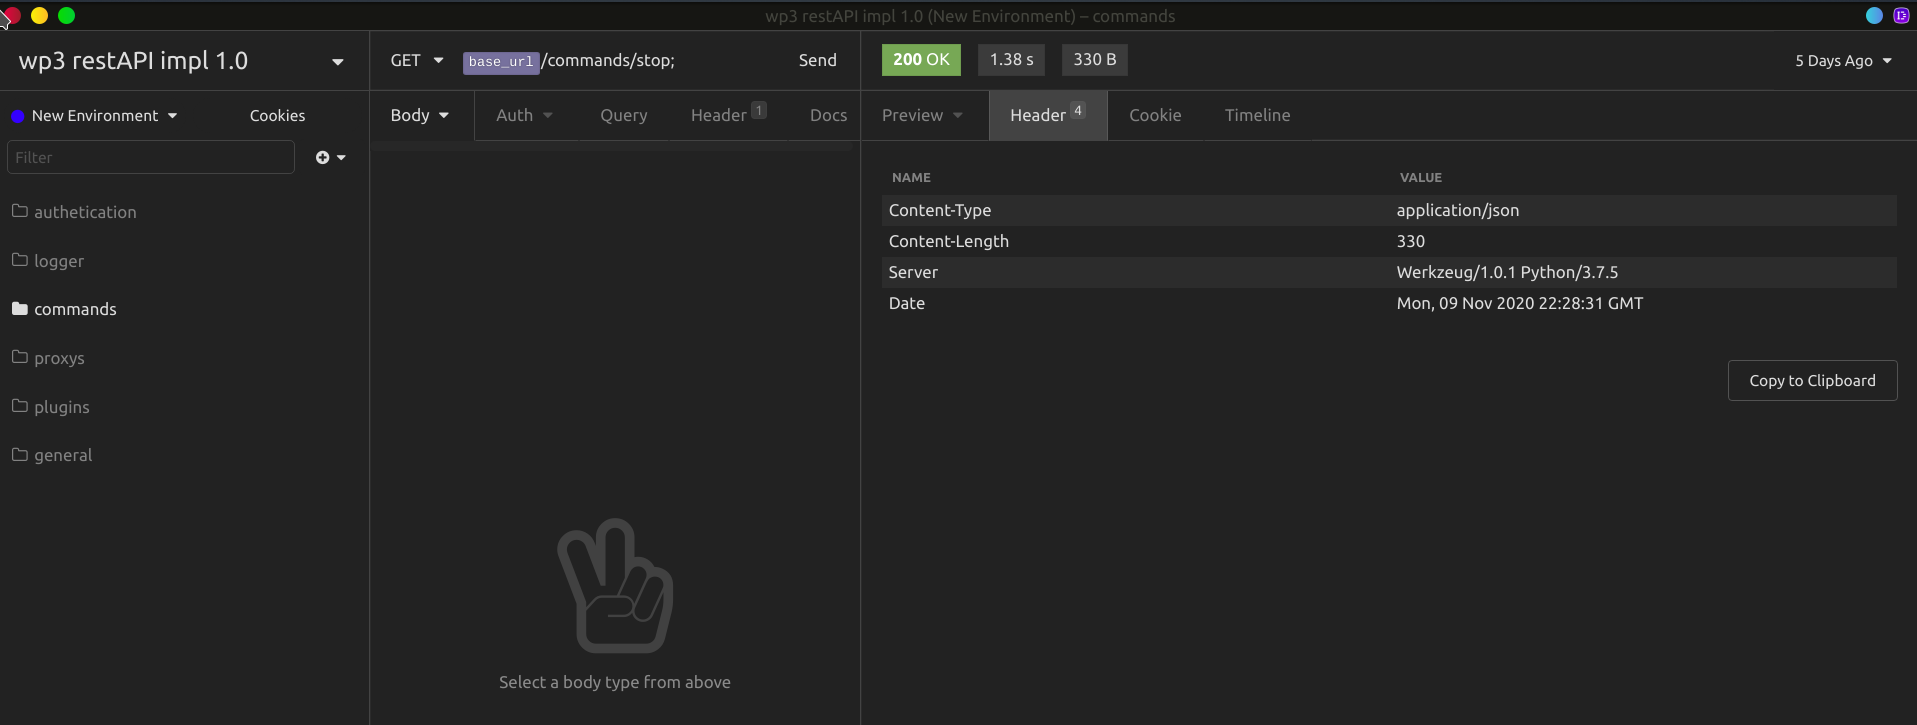 wp3 restAPI impl 1.0 (New Environment) – commands
wp3 restAPI impl 1.0
New Environment
Cookies
Filter
authetication
logger
commands
proxys
plugins
general
GET base_url/commands/stop; Send
Body Auth Query Header 1 Docs
Select a body type from above
200 OK 1.38 s 330 B 5 Days Ago
Preview Header 4 Cookie Timeline
NAME VALUE
Content-Type application/json
Content-Length 330
Server Werkzeug/1.0.1 Python/3.7.5
Date Mon, 09 Nov 2020 22:28:31 GMT
Copy to Clipboard